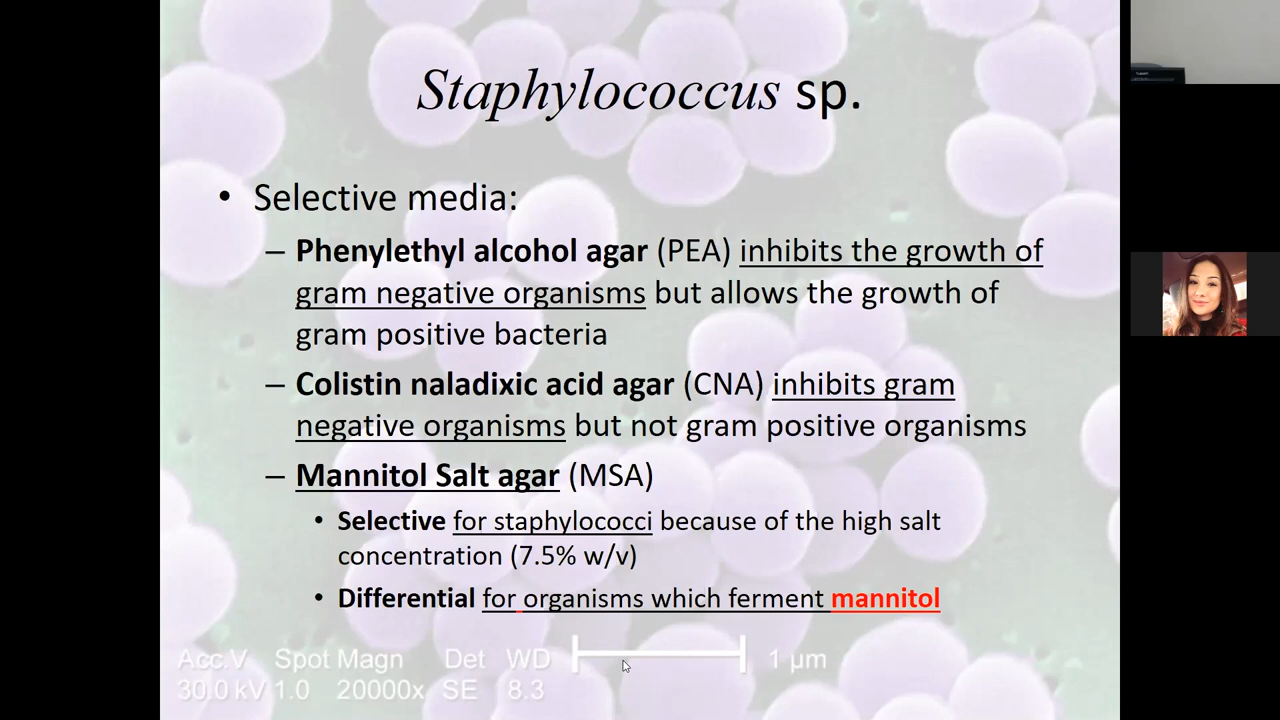 Staphylococcus sp.
• Selective media:
– Phenylethyl alcohol agar (PEA) inhibits the growth of
gram negative organisms but allows the growth of
gram positive bacteria
– Colistin naladixic acid agar (CNA) inhibits gram
negative organisms but not gram positive organisms
– Mannitol Salt agar (MSA)
• Selective for staphylococci because of the high salt
concentration (7.5% w/v)
• Differential for organisms which ferment mannitol
Acc.V Spot Magn Det WD 1 µm
30.0 kV 1.0 20000x SE 8.3